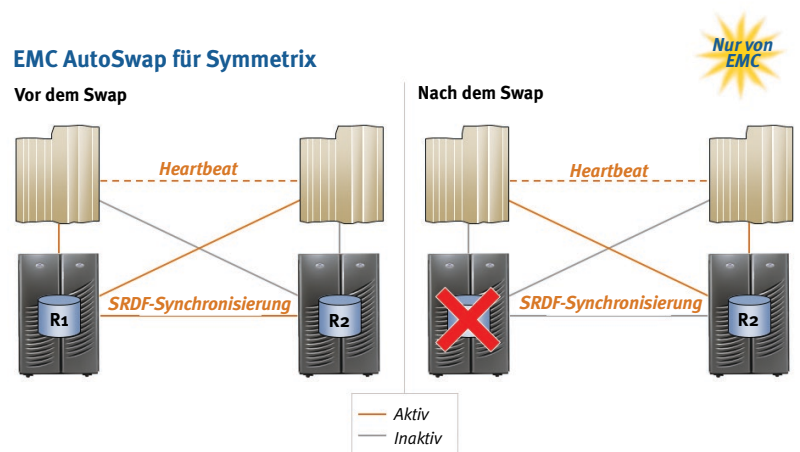 EMC AutoSwap für Symmetrix
Nur von
EMC
Vor dem Swap
Heartbeat
SRDF-Synchronisierung
R1
R2
Nach dem Swap
Heartbeat
SRDF-Synchronisierung
R2
Aktiv
Inaktiv